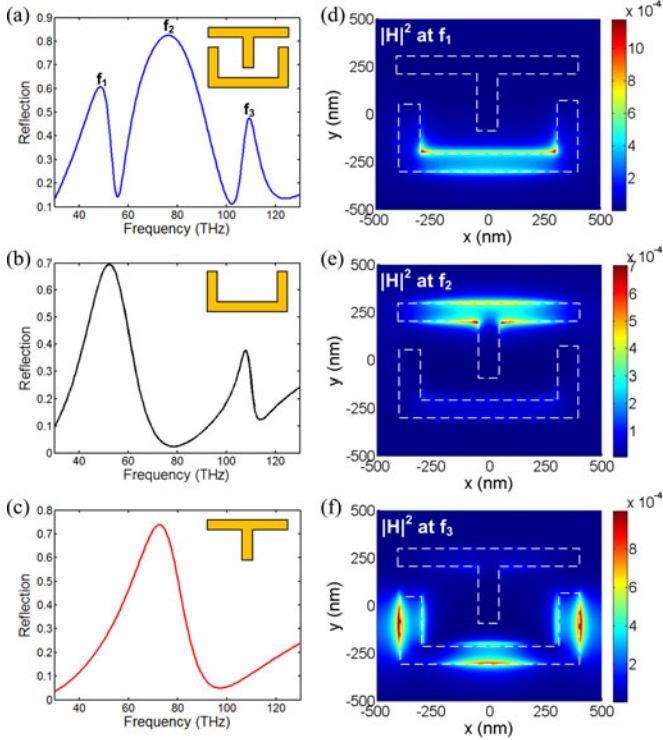 (a)
f₁
f₂
f₃
Reflection
0.9
0.8
0.7
0.6
0.5
0.4
0.3
0.2
0.1
40 60 80 100 120
Frequency (THz)
(d)
|H|² at f₁
y (nm)
500
250
0
-250
-500
-500 -250 0 250 500
x (nm)
x 10⁻⁴
10
8
6
4
2
(b)
Reflection
0.7
0.6
0.5
0.4
0.3
0.2
0.1
0
40 60 80 100 120
Frequency (THz)
(e)
|H|² at f₂
y (nm)
500
250
0
-250
-500
-500 -250 0 250 500
x (nm)
x 10⁻⁴
7
6
5
4
3
2
1
(c)
Reflection
0.8
0.7
0.6
0.5
0.4
0.3
0.2
0.1
0
40 60 80 100 120
Frequency (THz)
(f)
|H|² at f₃
y (nm)
500
250
0
-250
-500
-500 -250 0 250 500
x (nm)
x 10⁻⁴
8
6
4
2